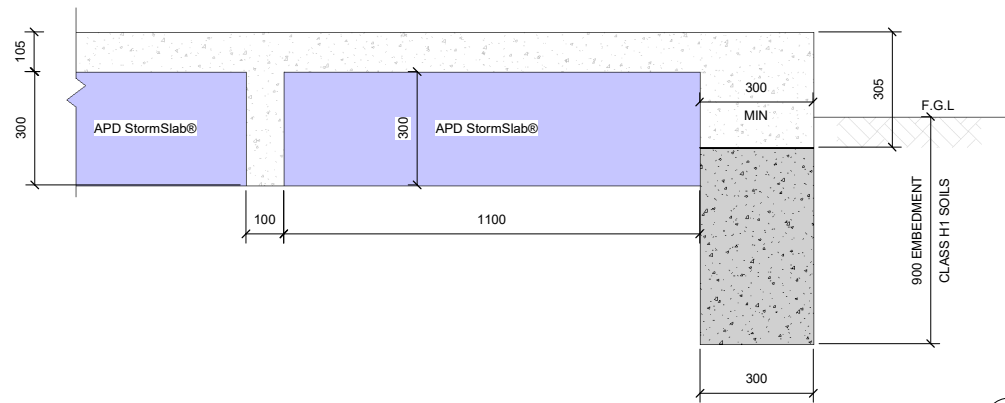 105
300
APD StormSlab®
300
APD StormSlab®
300
MIN
305
F.G.L
900 EMBEDMENT
CLASS H1 SOILS
100
1100
300